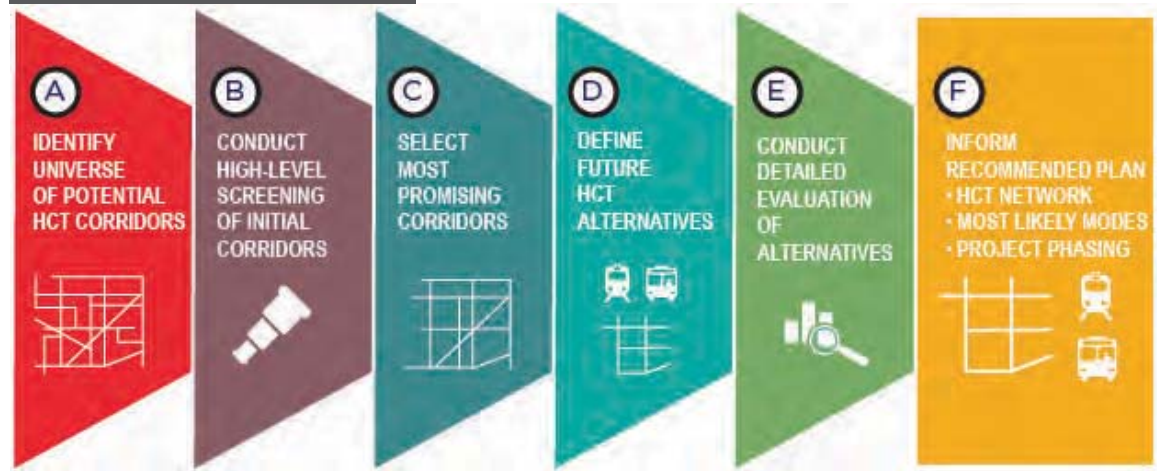 A
IDENTIFY
UNIVERSE
OF POTENTIAL
HCT CORRIDORS
B
CONDUCT
HIGH-LEVEL
SCREENING
OF INITIAL
CORRIDORS
C
SELECT
MOST
PROMISING
CORRIDORS
D
DEFINE
FUTURE
HCT
ALTERNATIVES
E
CONDUCT
DETAILED
EVALUATION
OF
ALTERNATIVES
F
INFORM
RECOMMENDED PLAN
• HCT NETWORK
• MOST LIKELY MODES
• PROJECT PHASING